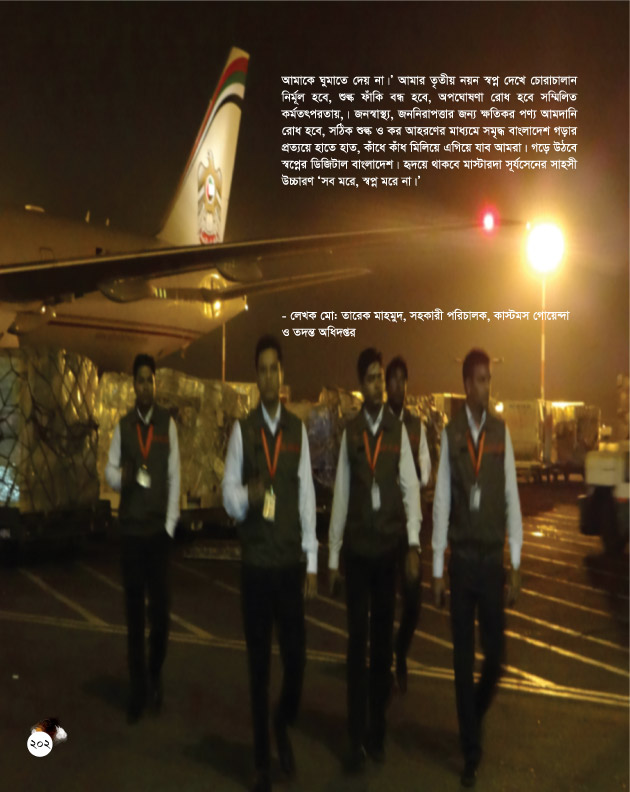 আমাকে ঘুমাতে দেয় না।’ আমার তৃতীয় নয়ন স্বপ্ন দেখে চোরাচালান
নির্মূল হবে, শুল্ক ফাঁকি বন্ধ হবে, অপঘোষণা রোধ হবে সম্মিলিত
কর্মতৎপরতায়,। জনস্বাস্থ্য, জননিরাপত্তার জন্য ক্ষতিকর পণ্য আমদানি
রোধ হবে, সঠিক শুল্ক ও কর আহরণের মাধ্যমে সমৃদ্ধ বাংলাদেশ গড়ার
প্রত্যয়ে হাতে হাত, কাঁধে কাঁধ মিলিয়ে এগিয়ে যাব আমরা। গড়ে উঠবে
স্বপ্নের ডিজিটাল বাংলাদেশ। হৃদয়ে থাকবে মাস্টারদা সূর্যসেনের সাহসী
উচ্চারণ ‘সব মরে, স্বপ্ন মরে না।’
- লেখক মো: তারেক মাহমুদ, সহকারী পরিচালক, কাস্টমস গোয়েন্দা
ও তদন্ত অধিদপ্তর
২০২